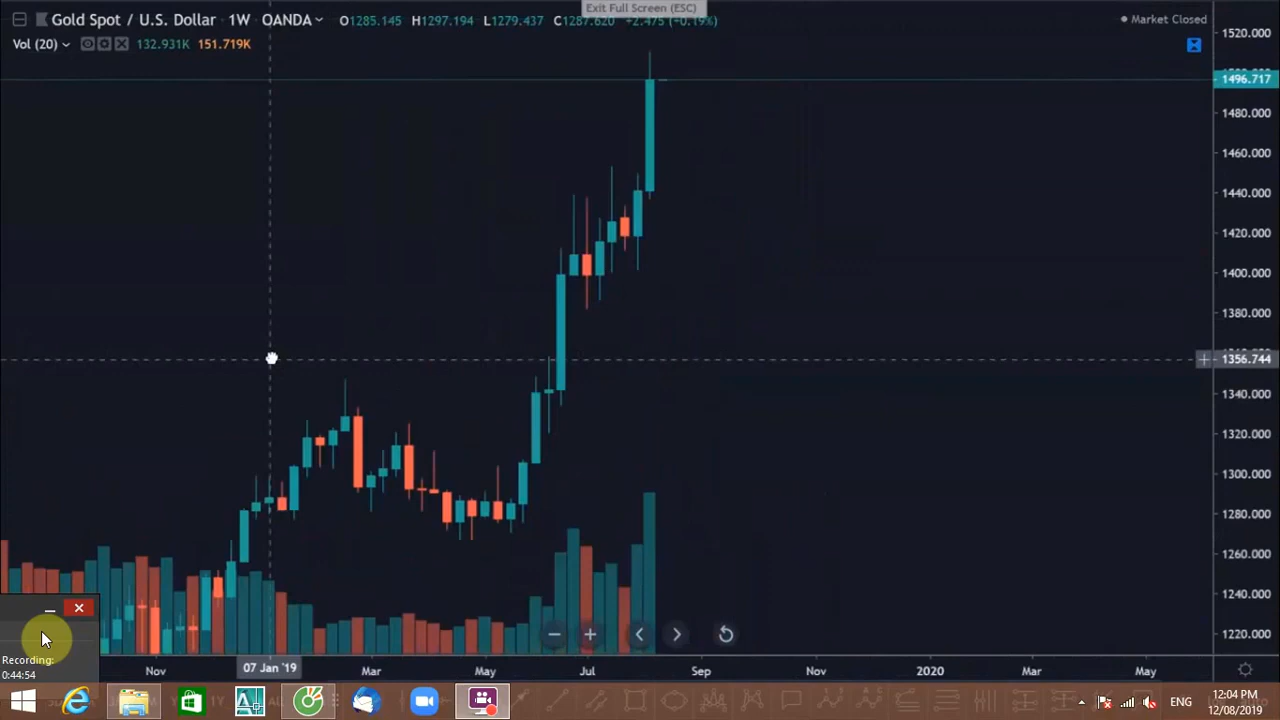 Exit Full Screen (ESC)
Gold Spot / U.S. Dollar 1W OANDA O1285.145 H1297.194 L1279.437 C1287.620 +2.475 (+0.19%)
Market Closed
Vol (20) 132.931K 151.719K
1520.000
1496.717
1480.000
1460.000
1440.000
1420.000
1400.000
1380.000
1356.744
1340.000
1320.000
1300.000
1280.000
1260.000
1240.000
1220.000
Nov 07 Jan '19 Mar May Jul Sep Nov 2020 Mar May
Recording:
0:44:54
ENG
12:04 PM
12/08/2019